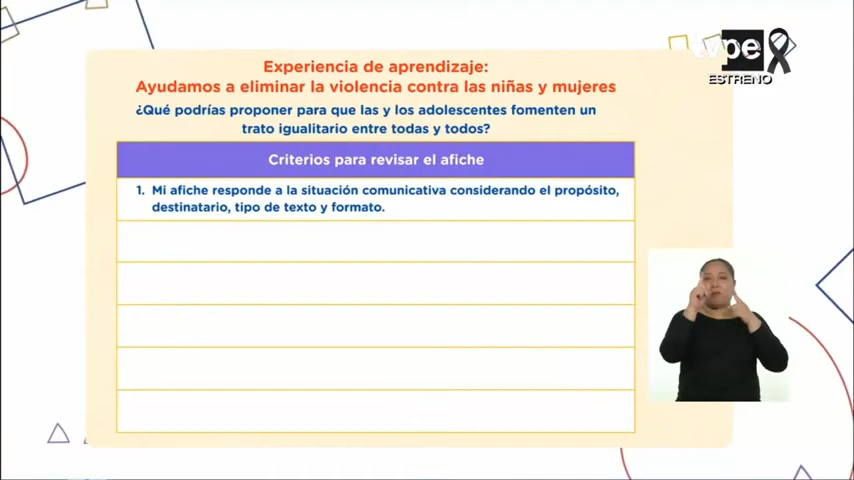 Experiencia de aprendizaje:
Ayudamos a eliminar la violencia contra las niñas y mujeres
¿Qué podrías proponer para que las y los adolescentes fomenten un
trato igualitario entre todas y todos?
Criterios para revisar el afiche
1. Mi afiche responde a la situación comunicativa considerando el propósito,
destinatario, tipo de texto y formato.
tvpe
ESTRENO